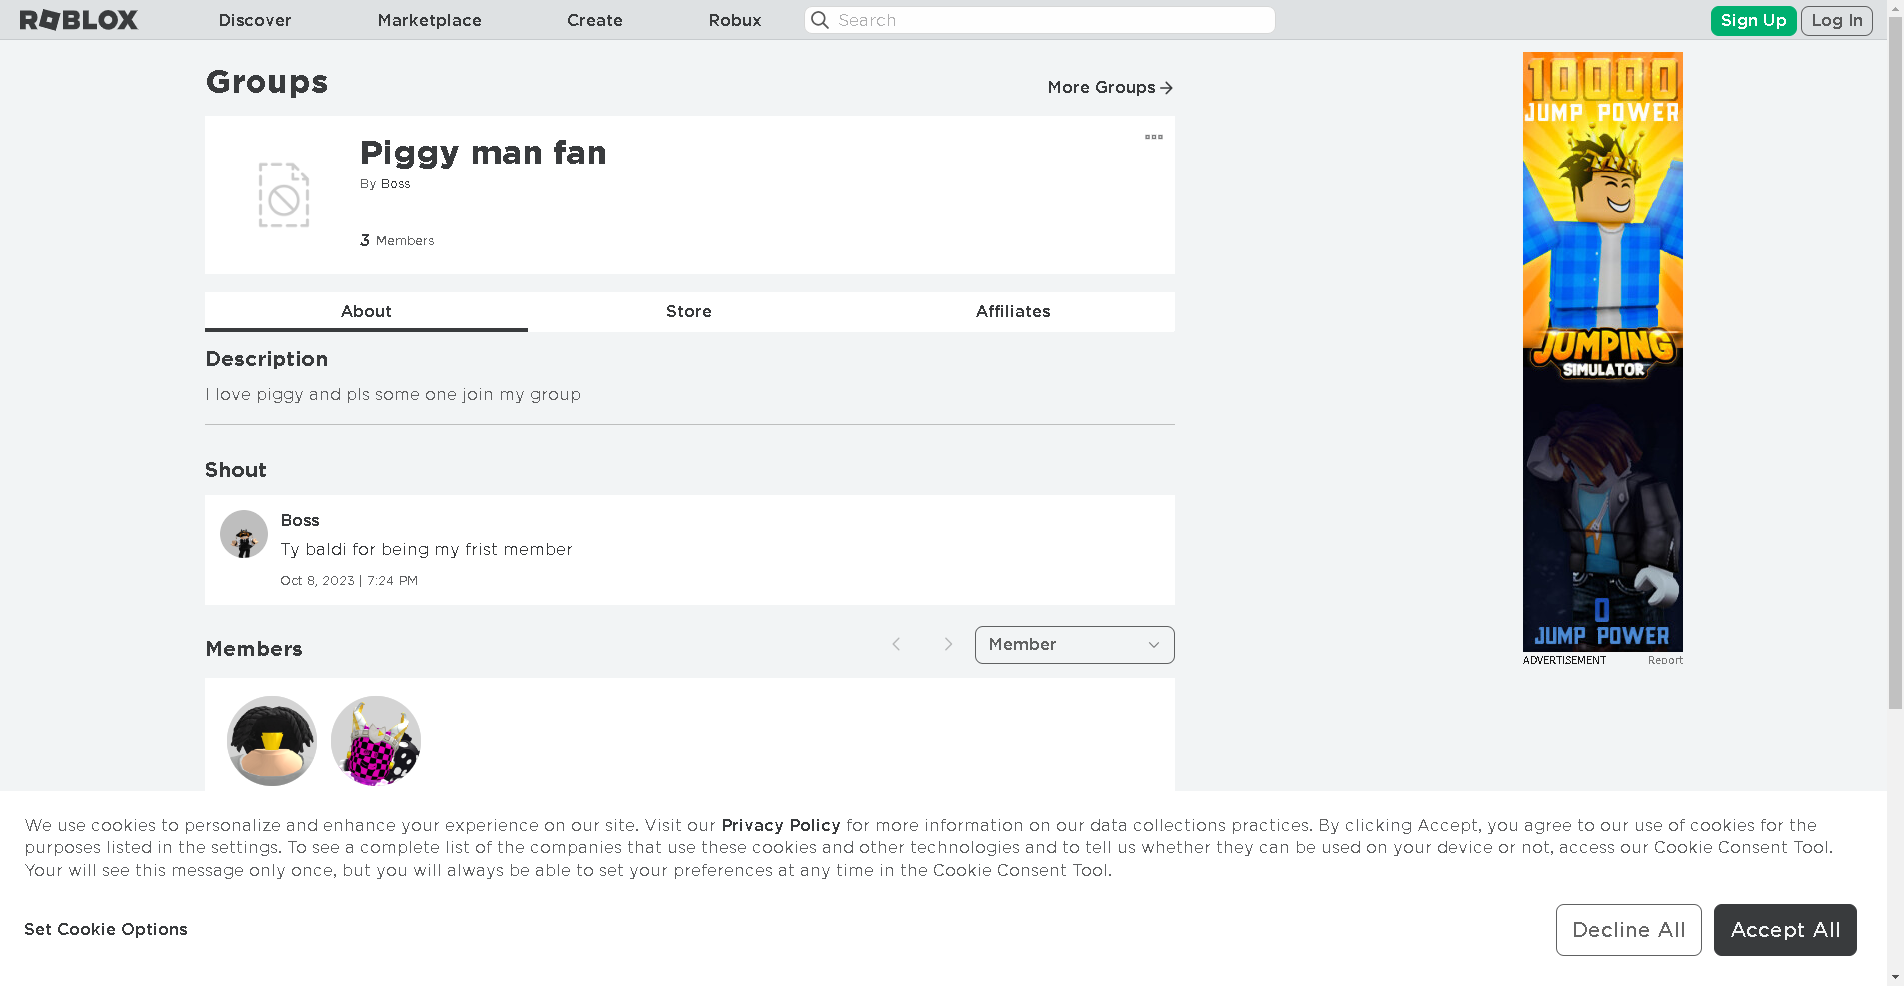 ROBLOX
Discover
Marketplace
Create
Robux
Search
Sign Up
Log In
Groups
More Groups
Piggy man fan
By Boss
3 Members
About
Store
Affiliates
Description
I love piggy and pls some one join my group
Shout
Boss
Ty baldi for being my frist member
Oct 8, 2023 | 7:24 PM
Members
Member
10000
JUMP POWER
JUMPING
SIMULATOR
0
JUMP POWER
ADVERTISEMENT
Report
We use cookies to personalize and enhance your experience on our site. Visit our Privacy Policy for more information on our data collections practices. By clicking Accept, you agree to our use of cookies for the
purposes listed in the settings. To see a complete list of the companies that use these cookies and other technologies and to tell us whether they can be used on your device or not, access our Cookie Consent Tool.
Your will see this message only once, but you will always be able to set your preferences at any time in the Cookie Consent Tool.
Set Cookie Options
Decline All
Accept All